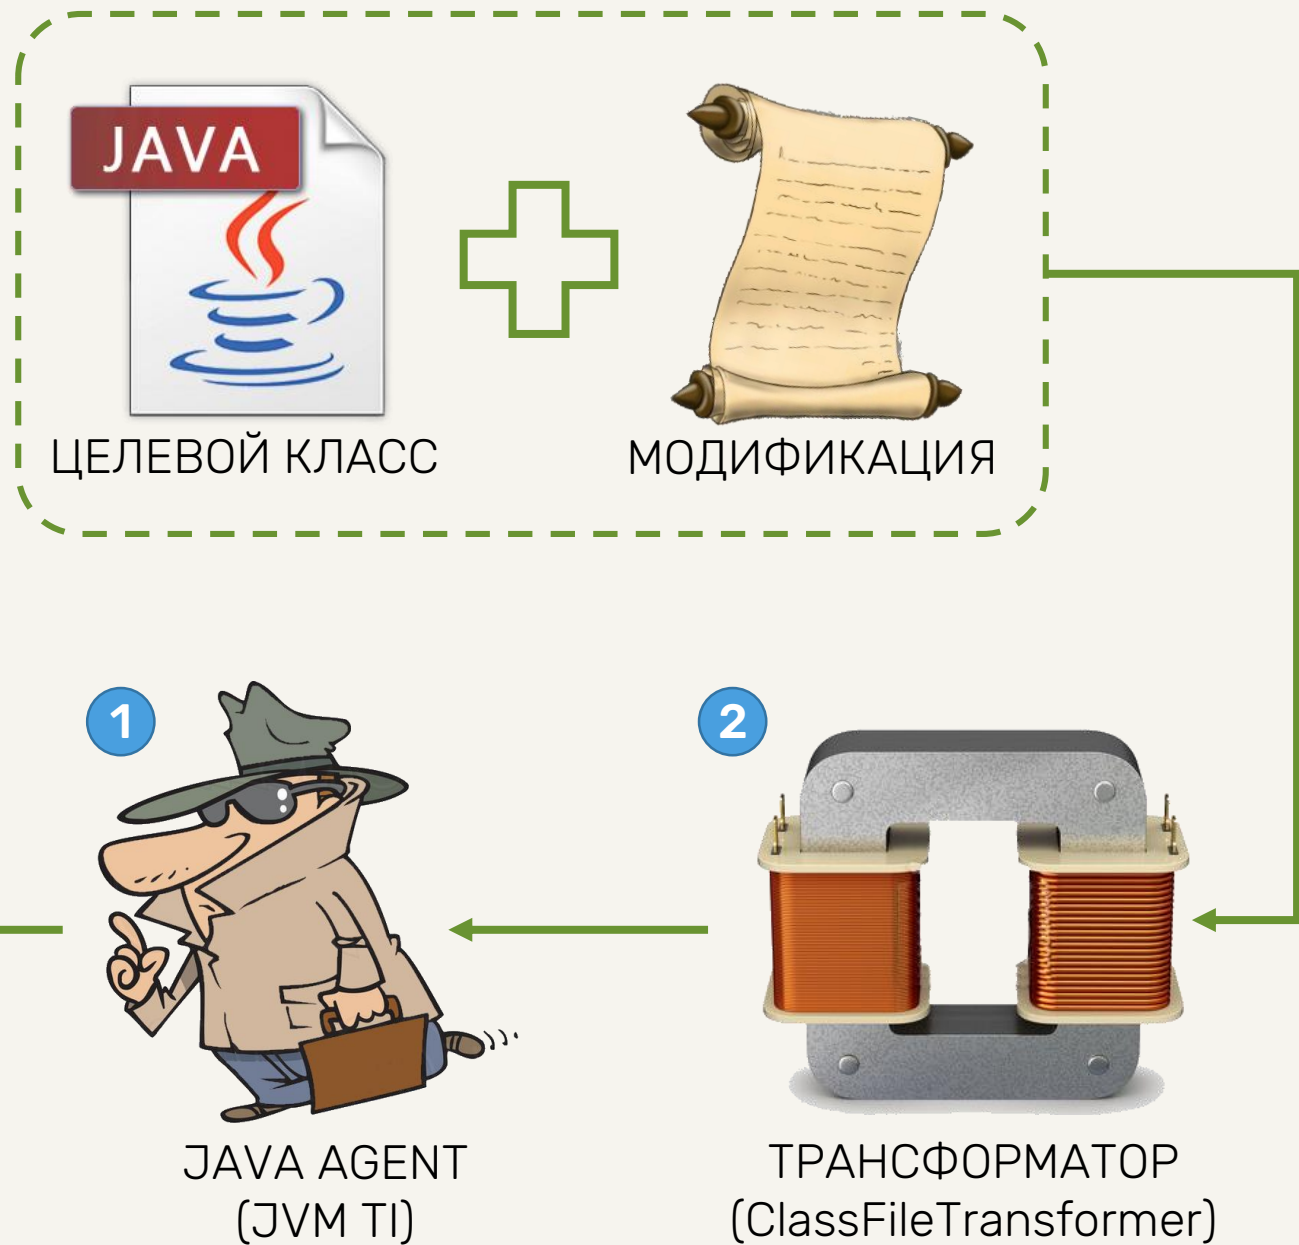 JAVA
ЦЕЛЕВОЙ КЛАСС
МОДИФИКАЦИЯ
1
2
JAVA AGENT
(JVM TI)
ТРАНСФОРМАТОР
(ClassFileTransformer)